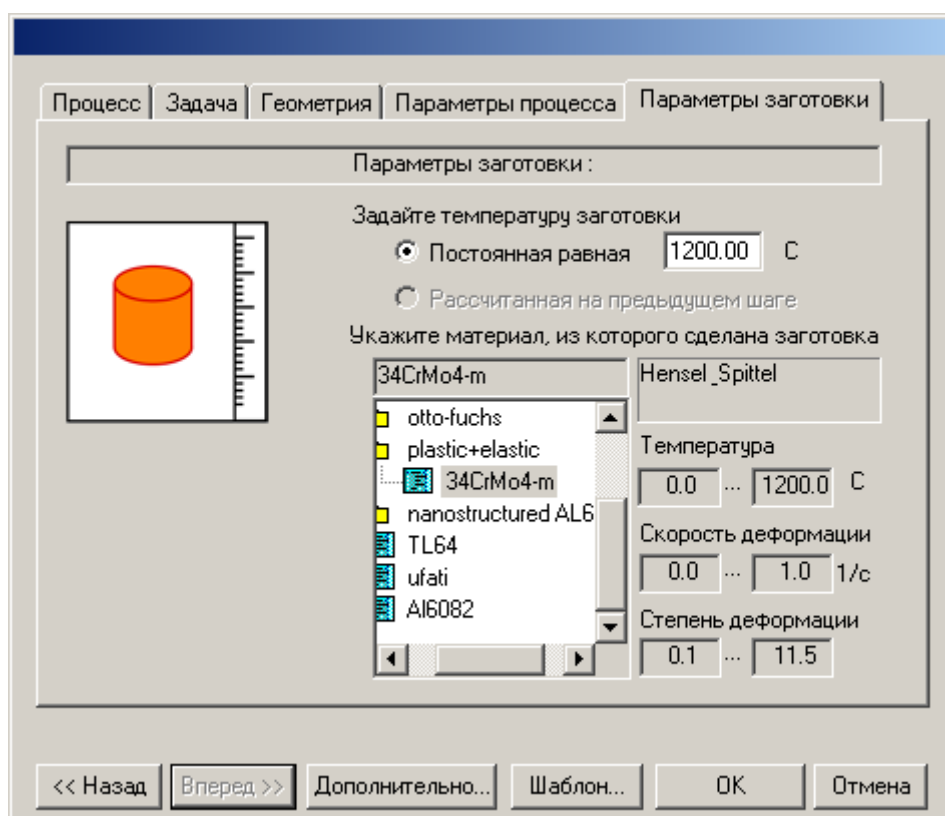 Процесс Задача Геометрия Параметры процесса Параметры заготовки
Параметры заготовки :
Задайте температуру заготовки
Постоянная равная 1200.00 C
Рассчитанная на предыдущем шаге
Укажите материал, из которого сделана заготовка
34CrMo4-m Hensel_Spittel
otto-fuchs
plastic+elastic Температура
34CrMo4-m 0.0 ... 1200.0 C
nanostructured AL6
TL64 Скорость деформации
ufati 0.0 ... 1.0 1/c
Al6082
Степень деформации
0.1 ... 11.5
<< Назад Вперед >> Дополнительно... Шаблон... OK Отмена